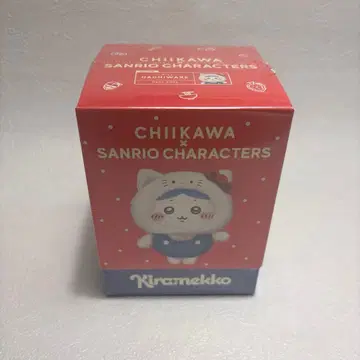 CHIIKAWA
×
SANRIO CHARACTERS
HACHIWARE
CHIIKAWA
×
SANRIO CHARACTERS
Kiramekko